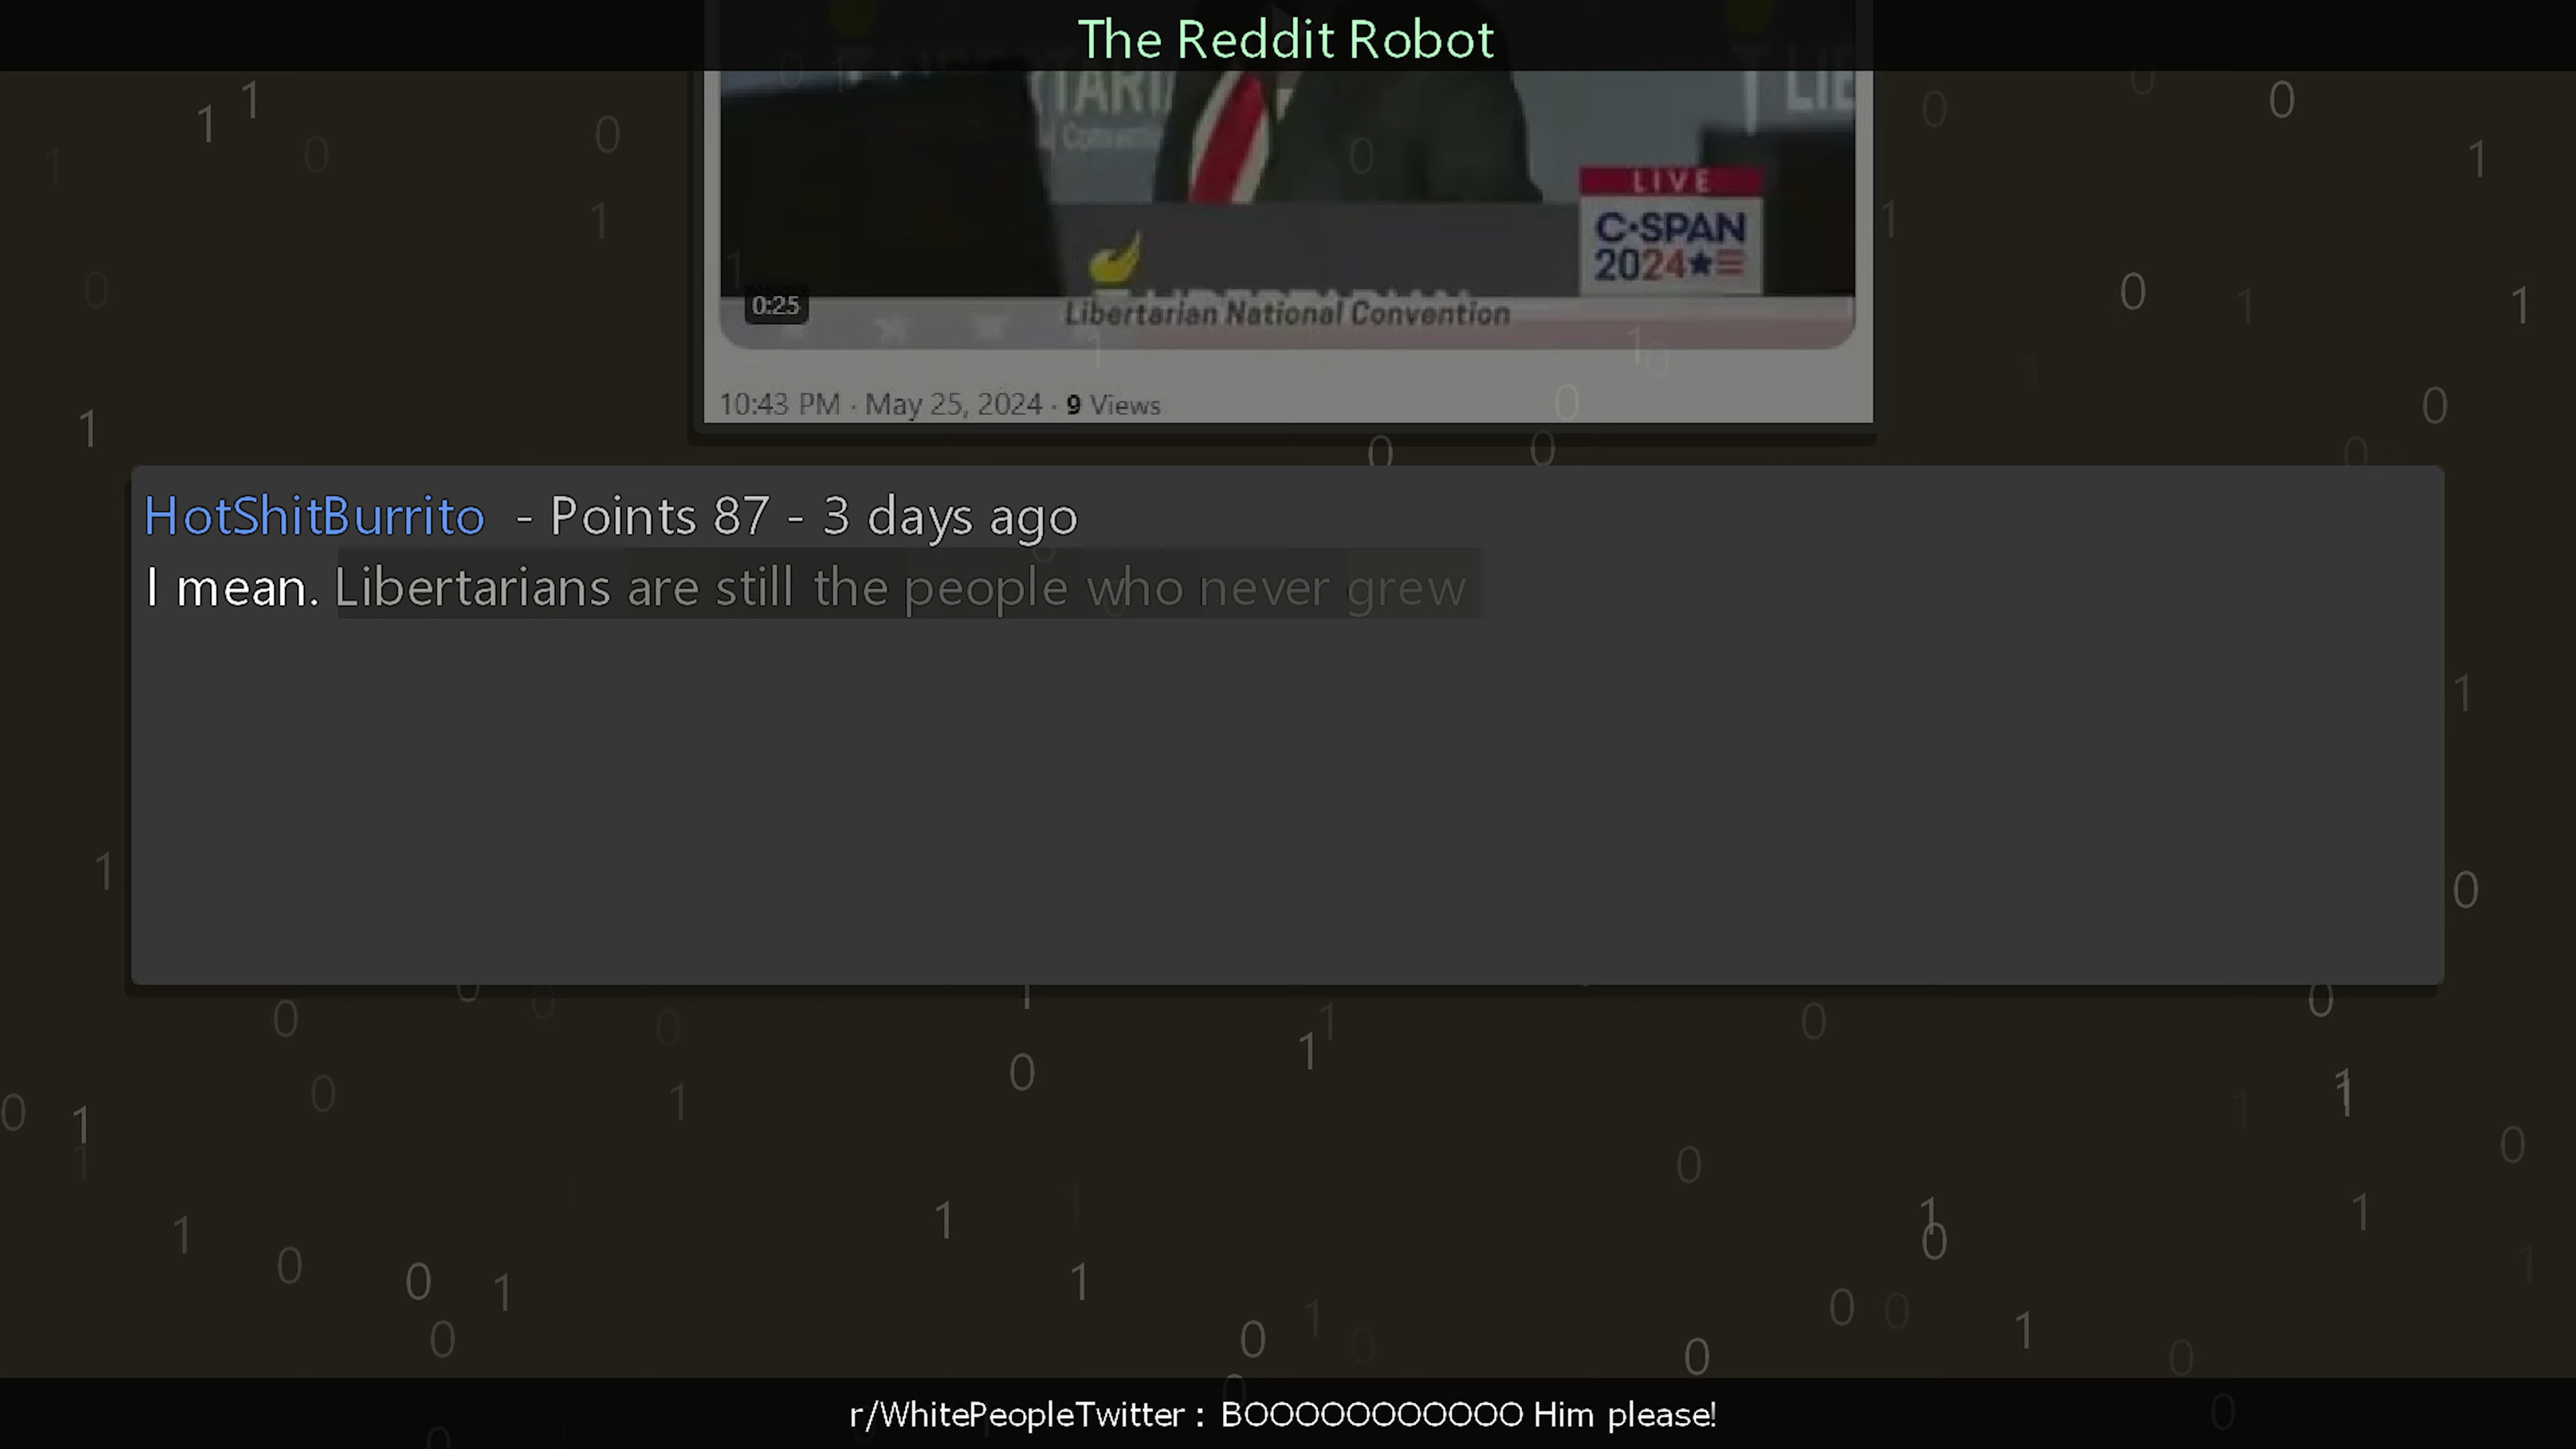 The Reddit Robot
LIVE
C·SPAN
2024
0:25
Libertarian National Convention
10:43 PM · May 25, 2024 · 9 Views
HotShitBurrito - Points 87 - 3 days ago
I mean. Libertarians are still the people who never grew
r/WhitePeopleTwitter : BOOOOOOOOOOO Him please!